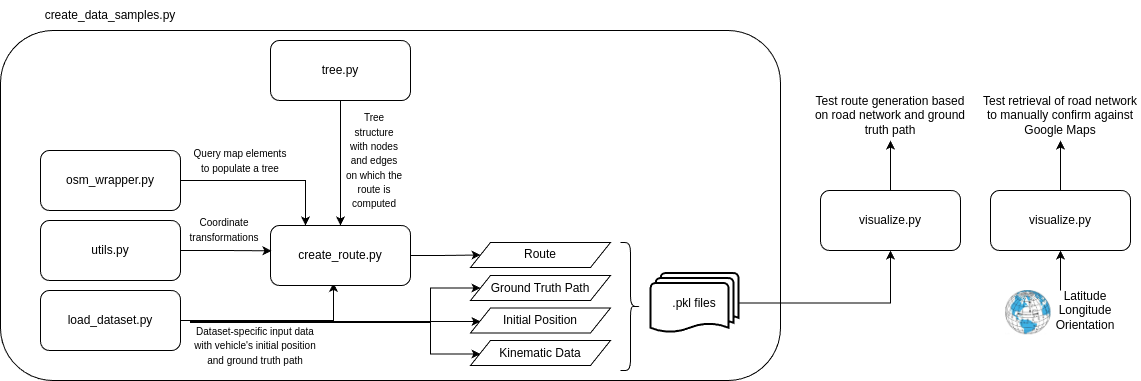 create_data_samples.py
tree.py
Tree
structure
with nodes
and edges
on which the
route is
computed
osm_wrapper.py
Query map elements
to populate a tree
utils.py
Coordinate
transformations
create_route.py
load_dataset.py
Dataset-specific input data
with vehicle's initial position
and ground truth path
Route
Ground Truth Path
Initial Position
Kinematic Data
.pkl files
Test route generation based
on road network and ground
truth path
visualize.py
Test retrieval of road network
to manually confirm against
Google Maps
visualize.py
Latitude
Longitude
Orientation